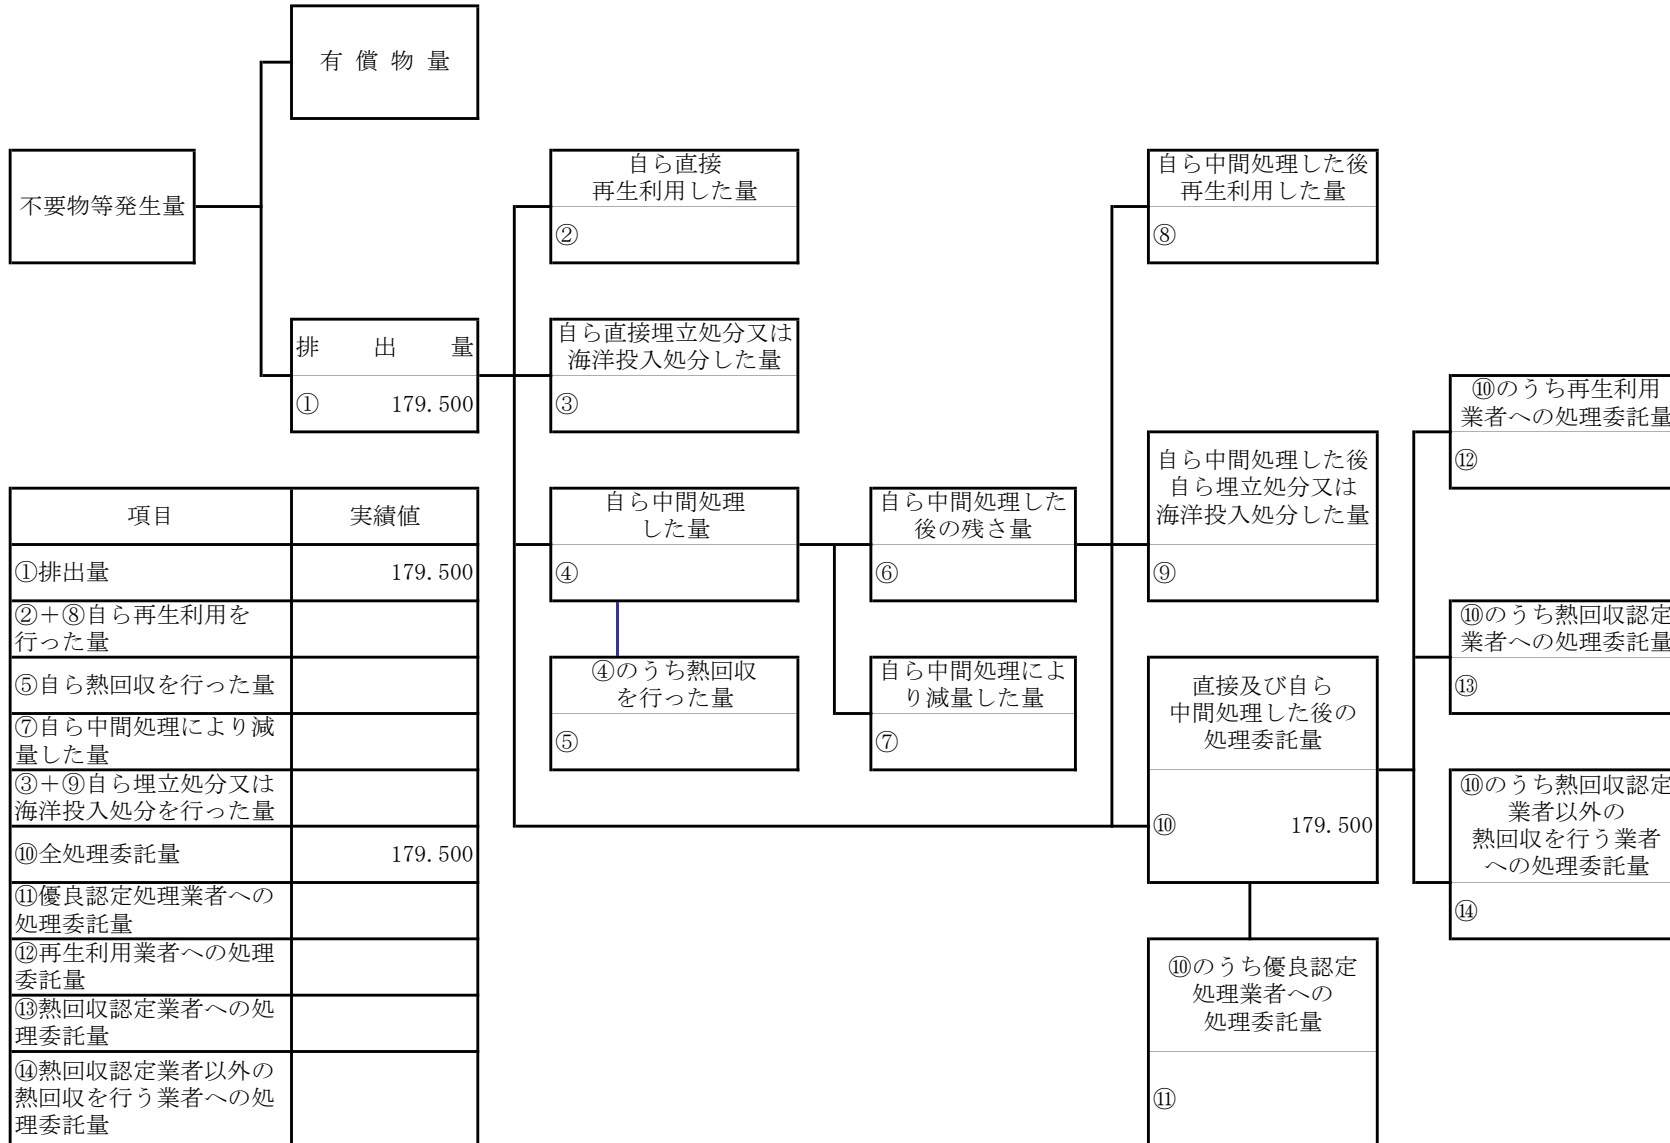 有償物量
不要物等発生量
自ら直接
再生利用した量
②
自ら中間処理した後
再生利用した量
⑧
排出量
① 179.500
自ら直接埋立処分又は
海洋投入処分した量
③
⑩のうち再生利用
業者への処理委託量
⑫
自ら中間処理した後
自ら埋立処分又は
海洋投入処分した量
⑨
自ら中間処理
した量
④
自ら中間処理した
後の残さ量
⑥
⑩のうち熱回収認定
業者への処理委託量
⑬
④のうち熱回収
を行った量
⑤
自ら中間処理によ
り減量した量
⑦
直接及び自ら
中間処理した後の
処理委託量
⑩ 179.500
⑩のうち熱回収認定
業者以外の
熱回収を行う業者
への処理委託量
⑭
⑩のうち優良認定
処理業者への
処理委託量
⑪
項目 実績値
①排出量 179.500
②+⑧自ら再生利用を
行った量
⑤自ら熱回収を行った量
⑦自ら中間処理により減
量した量
③+⑨自ら埋立処分又は
海洋投入処分を行った量
⑩全処理委託量 179.500
⑪優良認定処理業者への
処理委託量
⑫再生利用業者への処理
委託量
⑬熱回収認定業者への処
理委託量
⑭熱回収認定業者以外の
熱回収を行う業者への処
理委託量